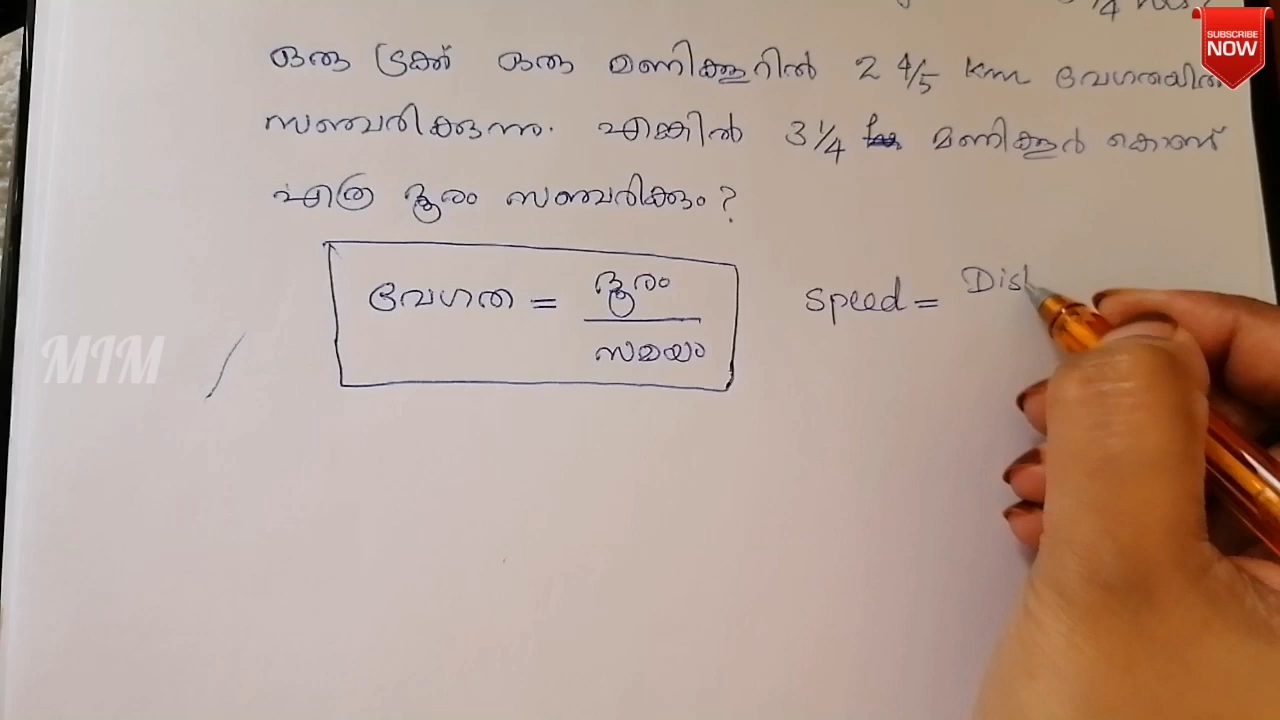 SUBSCRIBE
NOW
ഒരു ട്രക്ക് ഒരു മണിക്കൂറിൽ 2 4/5 Km വേഗതയിൽ
സഞ്ചരിക്കുന്നു. എങ്കിൽ 3 1/4 മണിക്കൂർ കൊണ്ട്
എത്ര ദൂരം സഞ്ചരിക്കും?
വേഗത = ദൂരം / സമയം
Speed = Dist
MIM